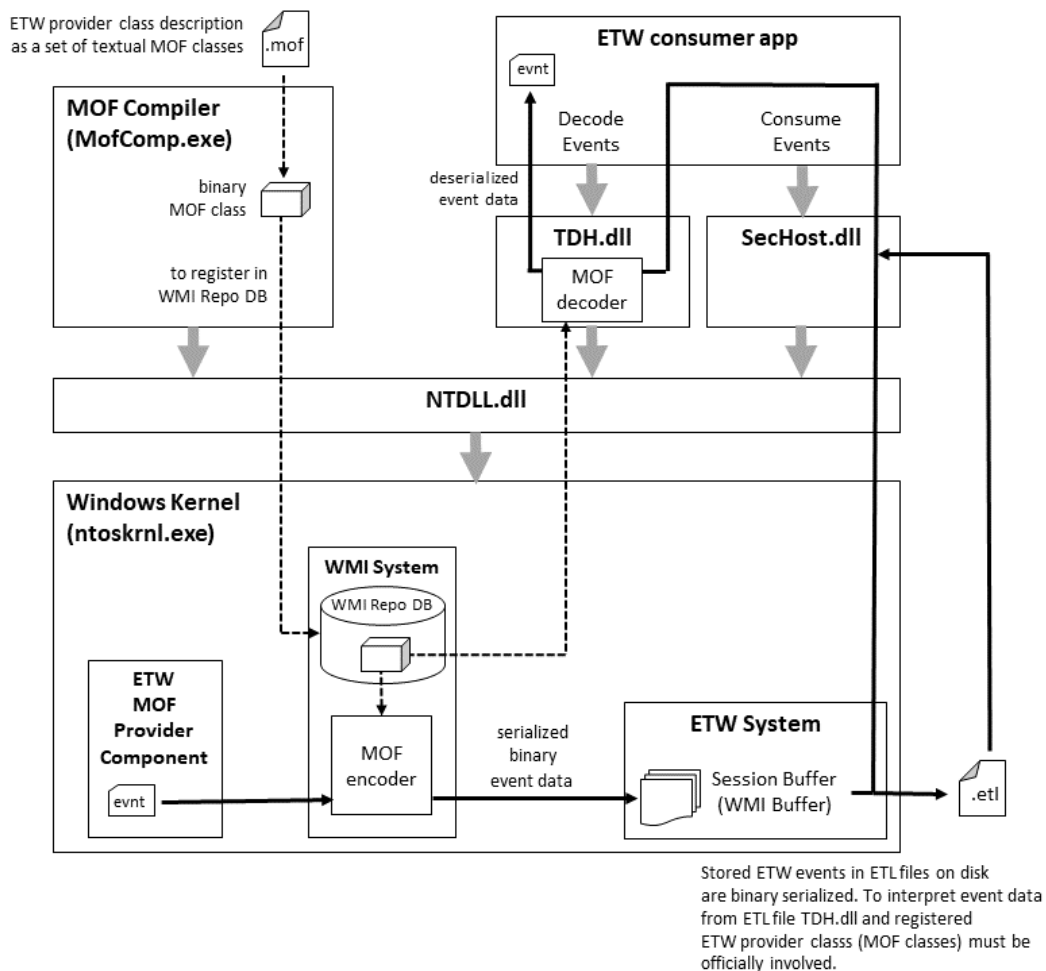 ETW provider class description
as a set of textual MOF classes
.mof
ETW consumer app
evnt
Decode
Events
Consume
Events
MOF Compiler
(MofComp.exe)
binary
MOF class
to register in
WMI Repo DB
deserialized
event data
TDH.dll
MOF
decoder
SecHost.dll
NTDLL.dll
Windows Kernel
(ntoskrnl.exe)
WMI System
WMI Repo DB
ETW
MOF
Provider
Component
evnt
MOF
encoder
serialized
binary
event data
ETW System
Session Buffer
(WMI Buffer)
.etl
Stored ETW events in ETL files on disk
are binary serialized. To interpret event data
from ETL file TDH.dll and registered
ETW provider classs (MOF classes) must be
officially involved.